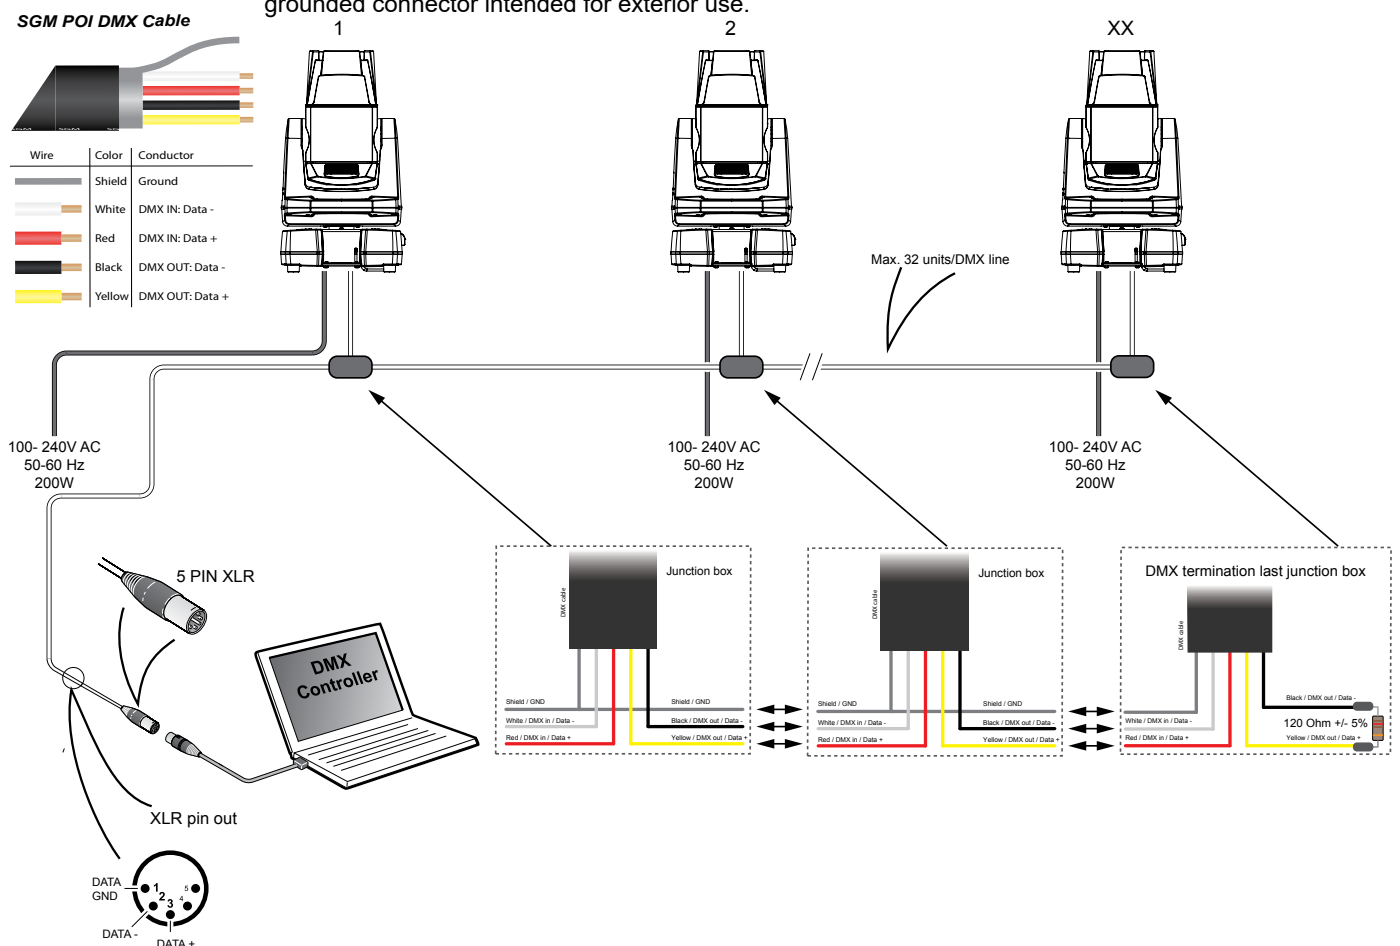 grounded connector intended for exterior use.
SGM POI DMX Cable
1
2
XX
Wire
Color
Conductor
Shield
Ground
White
DMX IN: Data -
Red
DMX IN: Data +
Black
DMX OUT: Data -
Yellow
DMX OUT: Data +
Max. 32 units/DMX line
100- 240V AC
50-60 Hz
200W
100- 240V AC
50-60 Hz
200W
100- 240V AC
50-60 Hz
200W
5 PIN XLR
DMX
Controller
XLR pin out
DATA
GND
DATA -
DATA +
1
2
3
4
5
Junction box
DMX cable
Shield / GND
White / DMX in / Data -
Red / DMX in / Data +
Shield / GND
Black / DMX out / Data -
Yellow / DMX out / Data +
Junction box
DMX cable
Shield / GND
White / DMX in / Data -
Red / DMX in / Data +
Shield / GND
Black / DMX out / Data -
Yellow / DMX out / Data +
DMX termination last junction box
DMX cable
White / DMX in / Data -
Red / DMX in / Data +
Black / DMX out / Data -
120 Ohm +/- 5%
Yellow / DMX out / Data +